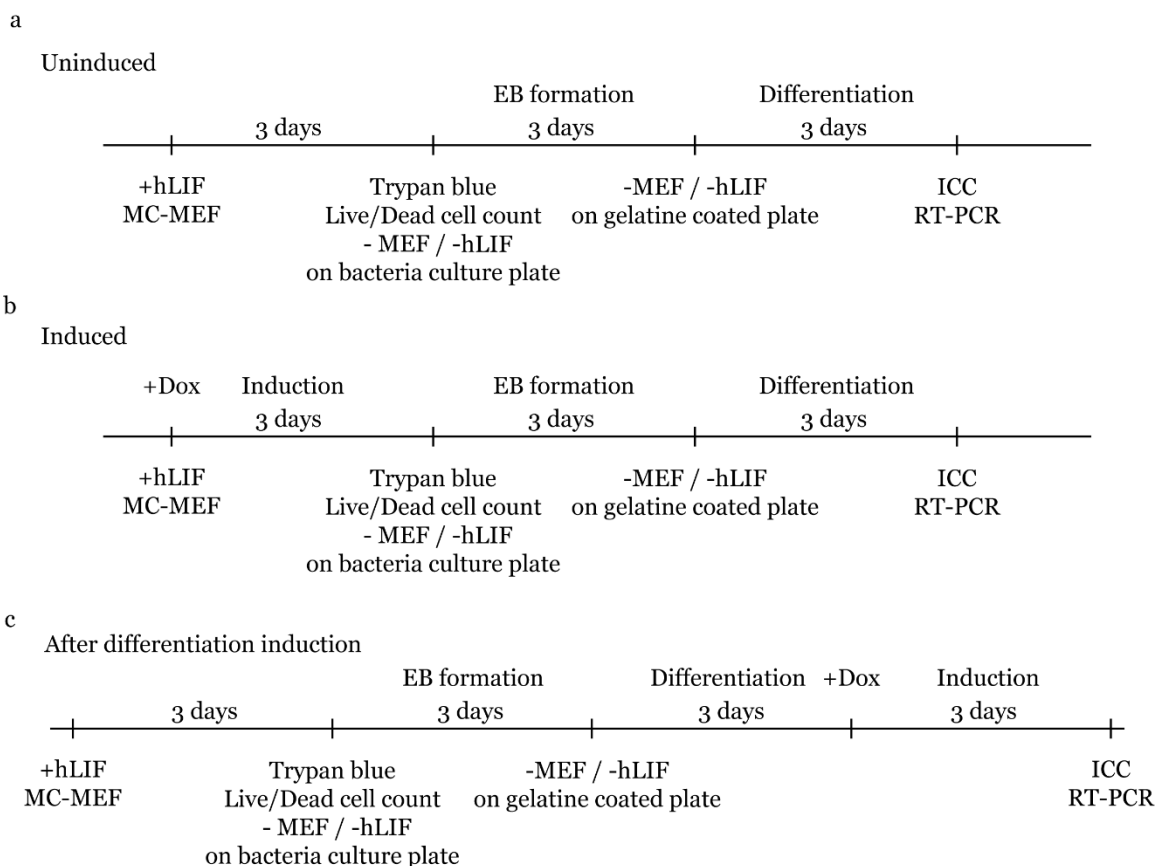 a
Uninduced
EB formation Differentiation
3 days 3 days 3 days
+hLIF Trypan blue -MEF / -hLIF ICC
MC-MEF Live/Dead cell count on gelatine coated plate RT-PCR
- MEF / -hLIF
on bacteria culture plate
b
Induced
+Dox Induction EB formation Differentiation
3 days 3 days 3 days
+hLIF Trypan blue -MEF / -hLIF ICC
MC-MEF Live/Dead cell count on gelatine coated plate RT-PCR
- MEF / -hLIF
on bacteria culture plate
c
After differentiation induction
EB formation Differentiation +Dox Induction
3 days 3 days 3 days 3 days
+hLIF Trypan blue -MEF / -hLIF ICC
MC-MEF Live/Dead cell count on gelatine coated plate RT-PCR
- MEF / -hLIF
on bacteria culture plate